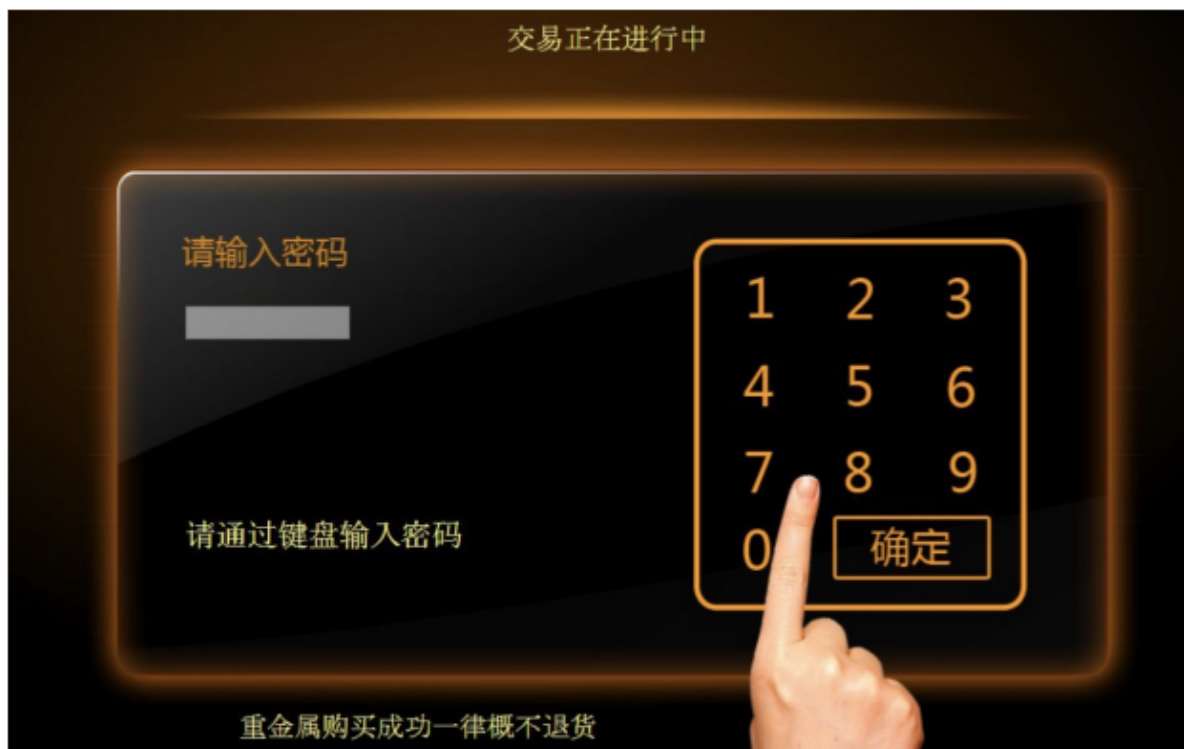 交易正在进行中
请输入密码
1 2 3
4 5 6
7 8 9
0 确定
请通过键盘输入密码
重金属购买成功一律概不退货